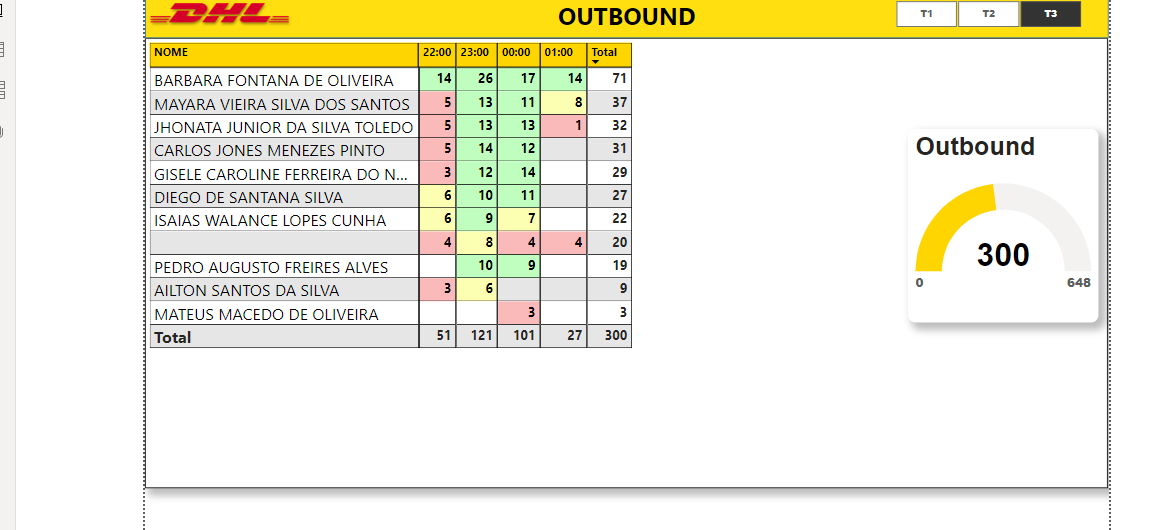 DHL
OUTBOUND
T1 T2 T3
NOME 22:00 23:00 00:00 01:00 Total
BARBARA FONTANA DE OLIVEIRA 14 26 17 14 71
MAYARA VIEIRA SILVA DOS SANTOS 5 13 11 8 37
JHONATA JUNIOR DA SILVA TOLEDO 5 13 13 1 32
CARLOS JONES MENEZES PINTO 5 14 12 31
GISELE CAROLINE FERREIRA DO N... 3 12 14 29
DIEGO DE SANTANA SILVA 6 10 11 27
ISAIAS WALANCE LOPES CUNHA 6 9 7 22
4 8 4 4 20
PEDRO AUGUSTO FREIRES ALVES 10 9 19
AILTON SANTOS DA SILVA 3 6 9
MATEUS MACEDO DE OLIVEIRA 3 3
Total 51 121 101 27 300
Outbound
300
0 648